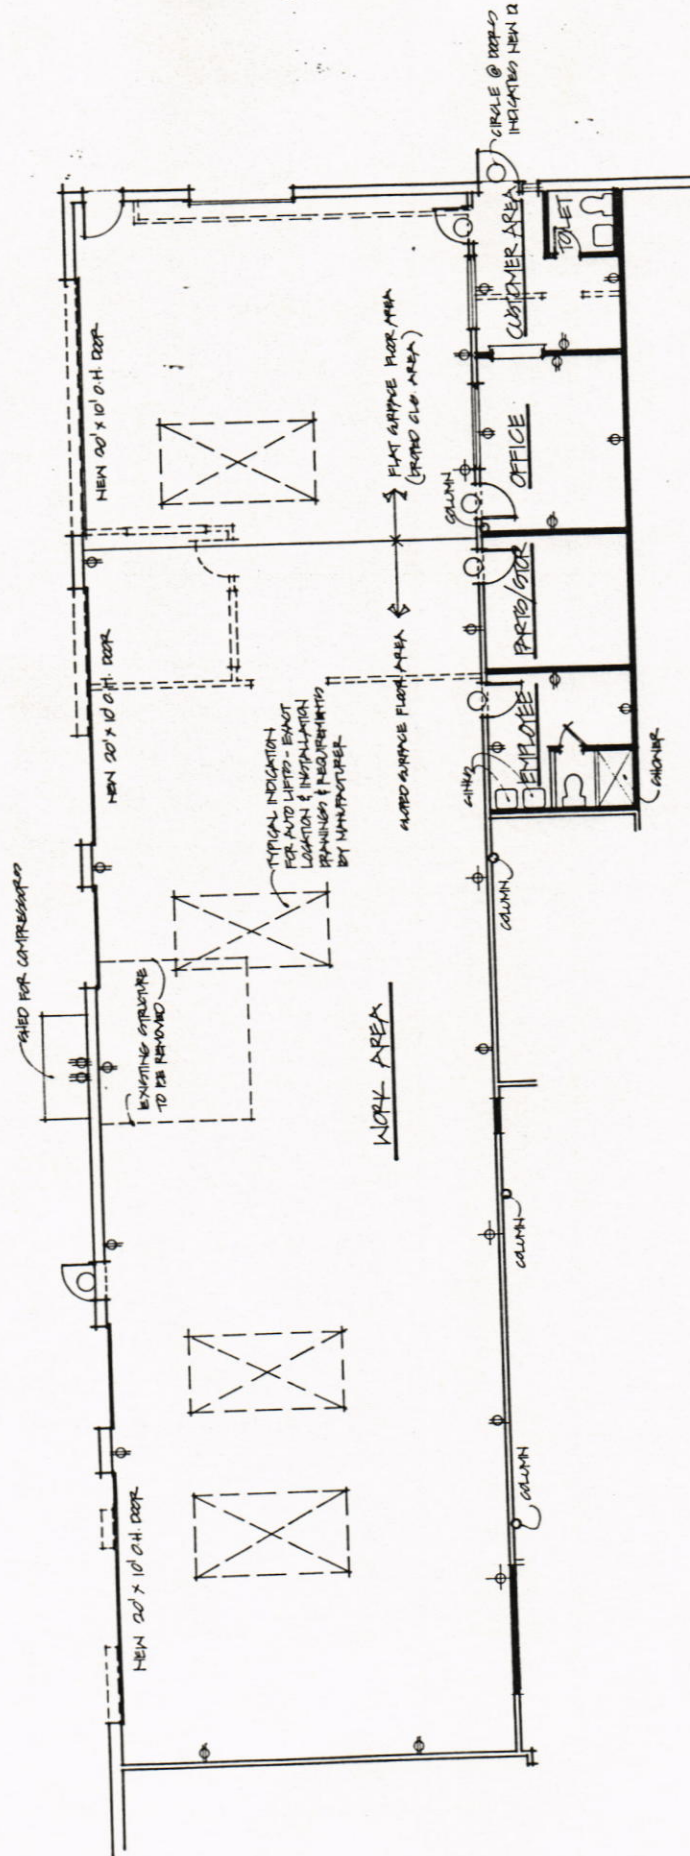 CIRCLE @ DOORS
INDICATES NEW D
CUSTOMER AREA
TOILET
NEW 20' X 10' O.H. DOOR
FLAT SURFACE FLOOR AREA
OFFICE
COLUMN
PARTS/STOR
NEW 20' X 10' O.H. DOOR
SLOPED SURFACE FLOOR AREA
TYPICAL INDICATION
FOR AUTO LIFTS - EXACT
LOCATION & INSTALLATION
DRAWINGS & REQUIREMENTS
BY MANUFACTURER
SINKS
EMPLOYEE
SHOWER
COLUMN
SHED FOR COMPRESSORS
EXISTING STRUCTURE
TO BE REMOVED
WORK AREA
COLUMN
COLUMN
NEW 20' X 10' O.H. DOOR